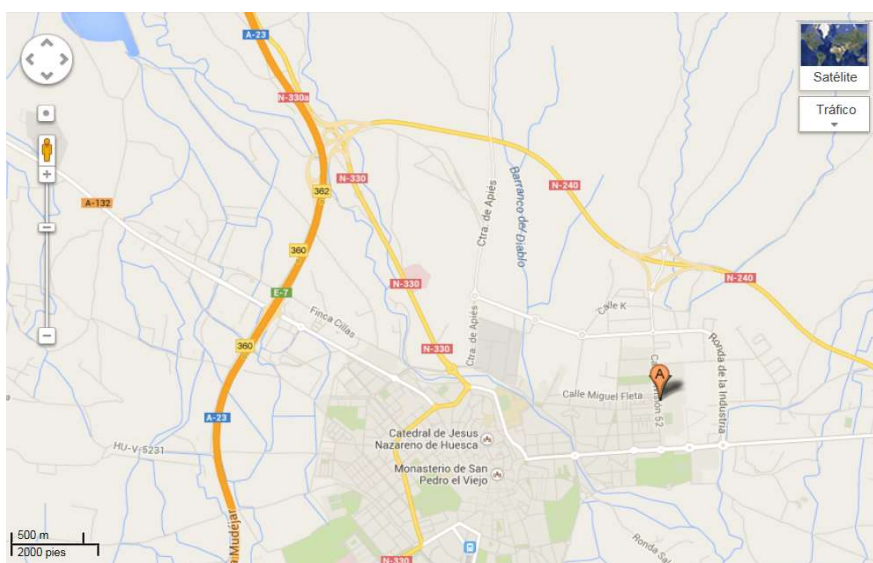 A-23
Satélite
Tráfico
N-330a
N-240
N-330
362
Ctra. de Apiés
Barranco del Diablo
A-132
360
N-330
N-240
E-7
Finca Cillas
Calle K
Ctra. de Apiés
360
N-330
Ronda de la Industria
A
Calle Miguel Fleta
A-23
Catedral de Jesus
Nazareno de Huesca
HU-V-5231
Monasterio de San
Pedro el Viejo
500 m
2000 pies
Mudéjar
N-330